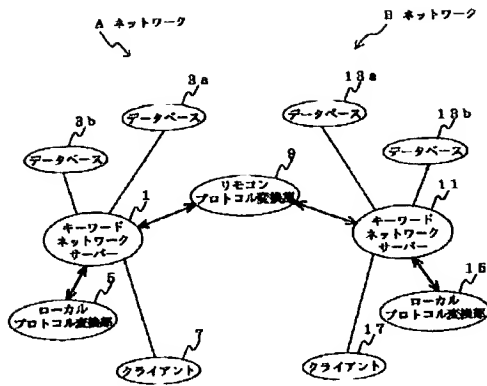 A ネットワーク
B ネットワーク
3a
データベース
3b
データベース
13a
データベース
13b
データベース
9
リモコン
プロトコル変換部
1
キーワード
ネットワーク
サーバー
11
キーワード
ネットワーク
サーバー
5
ローカル
プロトコル変換部
15
ローカル
プロトコル変換部
7
クライアント
17
クライアント